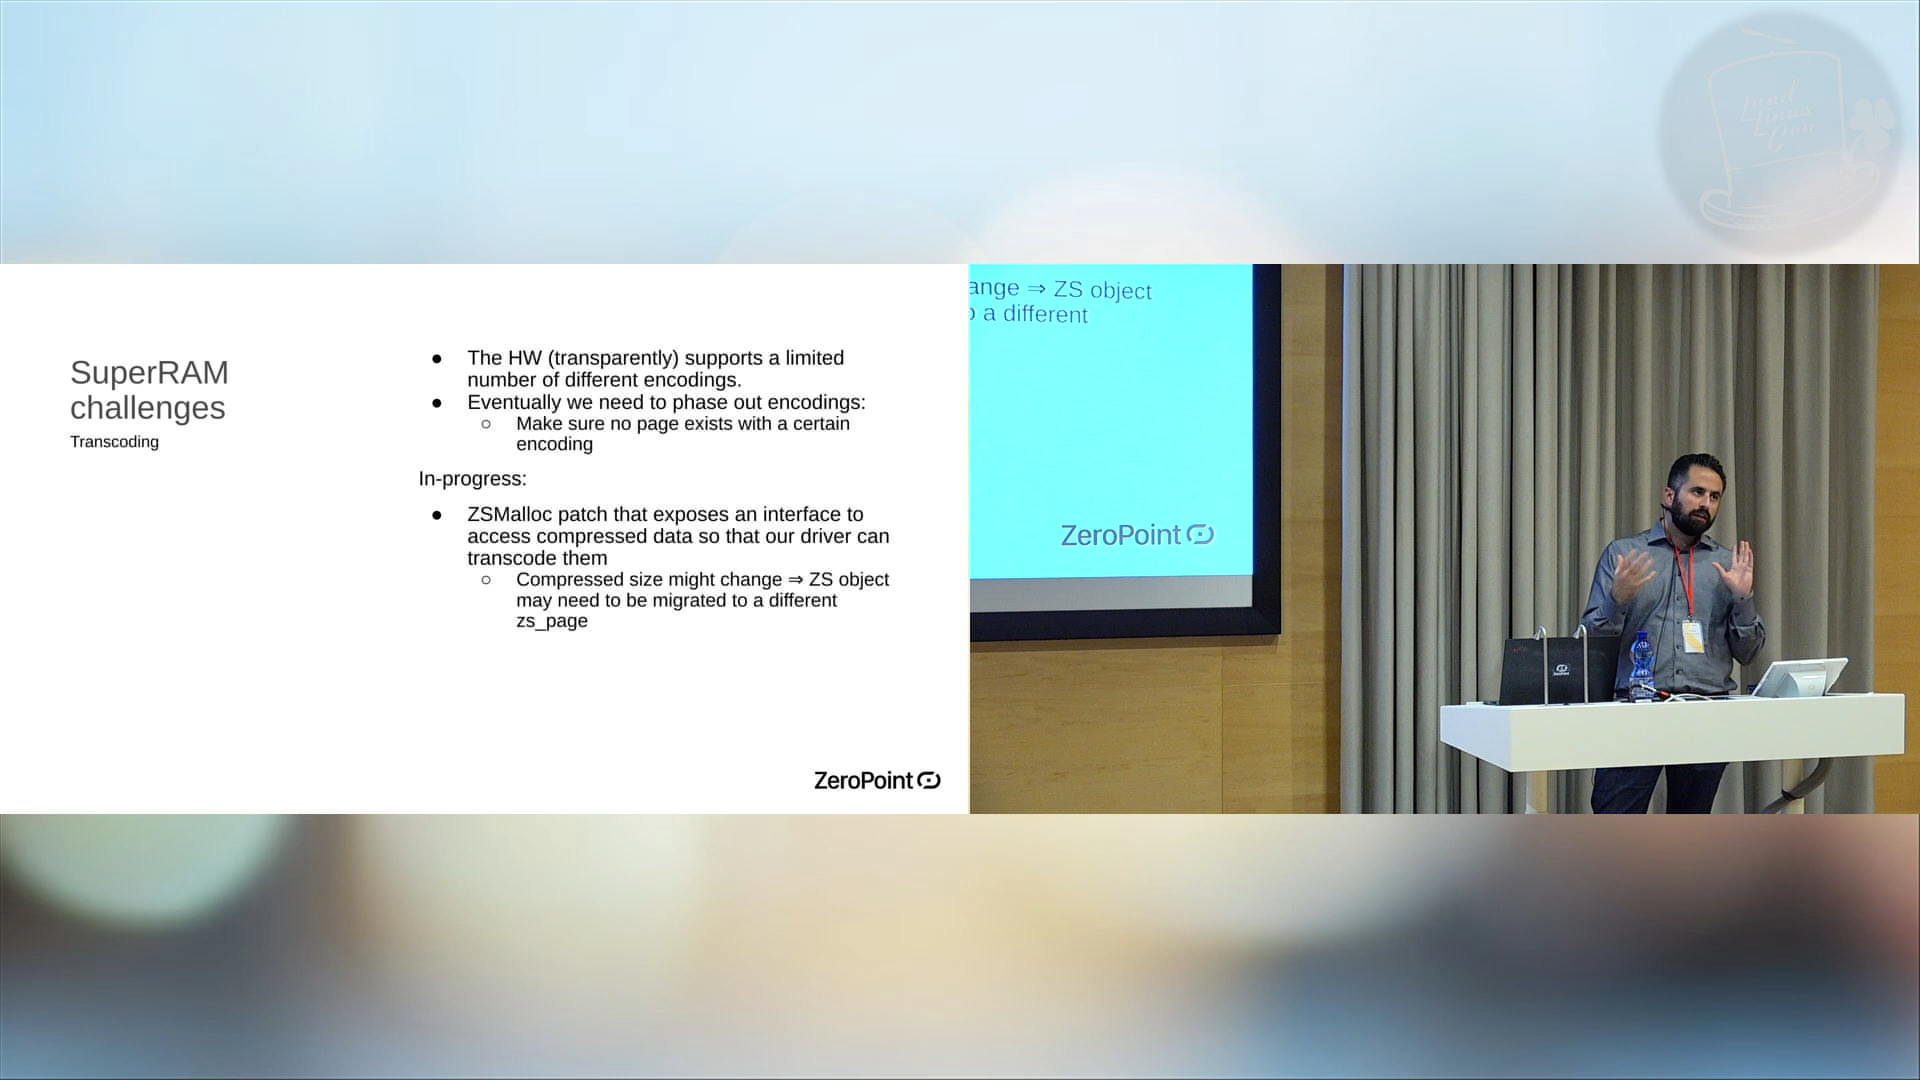 Lund
Linux
Con
SuperRAM
challenges
Transcoding
● The HW (transparently) supports a limited
number of different encodings.
● Eventually we need to phase out encodings:
○ Make sure no page exists with a certain
encoding
In-progress:
● ZSMalloc patch that exposes an interface to
access compressed data so that our driver can
transcode them
○ Compressed size might change ⇒ ZS object
may need to be migrated to a different
zs_page
ZeroPoint
ange ⇒ ZS object
o a different
ZeroPoint